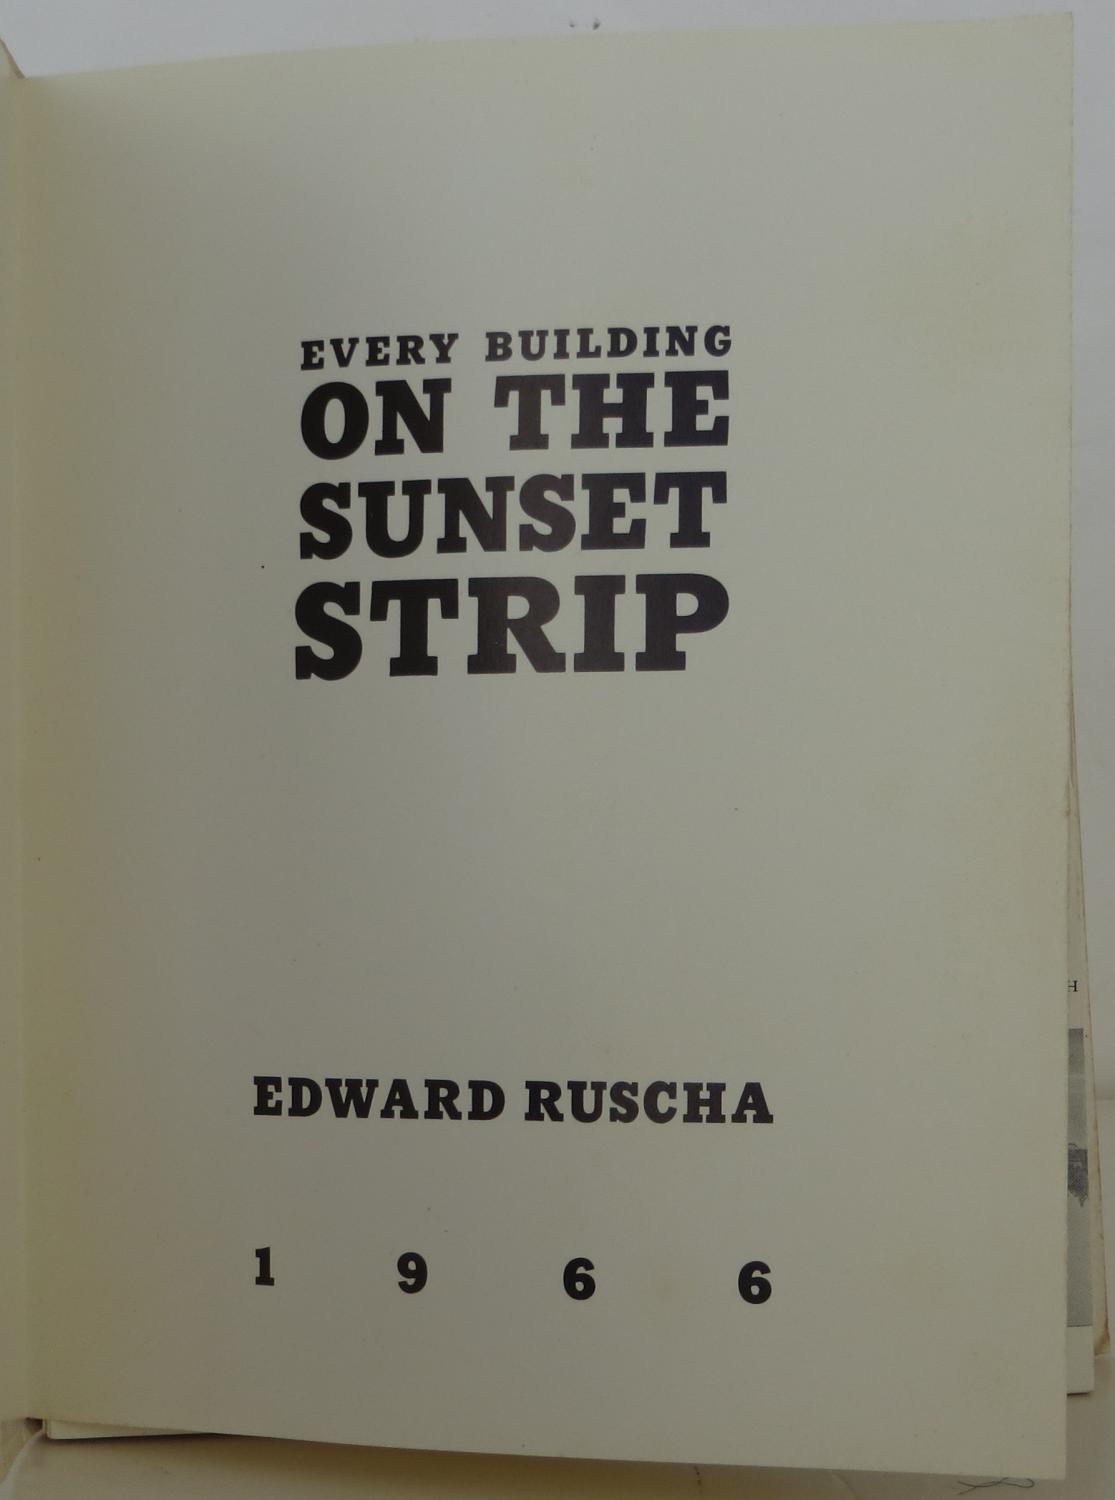 EVERY BUILDING
ON THE
SUNSET
STRIP
EDWARD RUSCHA
1 9 6 6
H